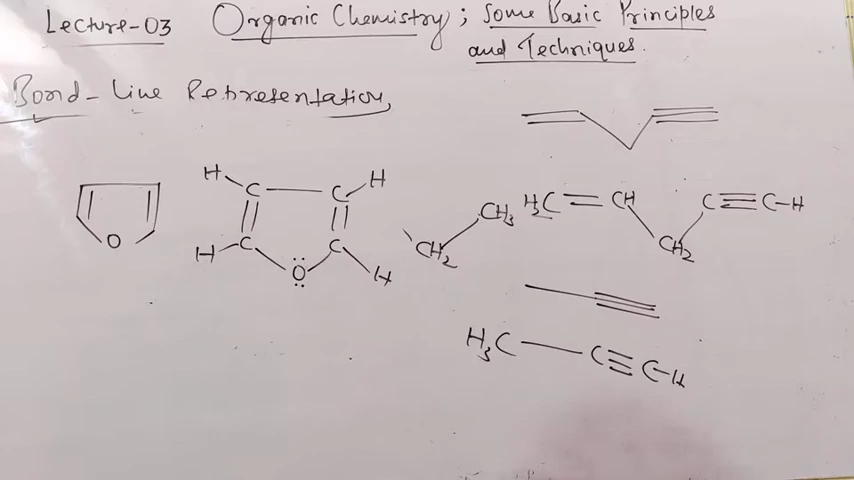 Lecture-03 Organic Chemistry; Some Basic Principles
and Techniques.
Bond-Line Representation,
O
H C C H
H C C H
O
CH2 CH3
H2C=CH C≡C-H
CH2
H3C—C≡C-H